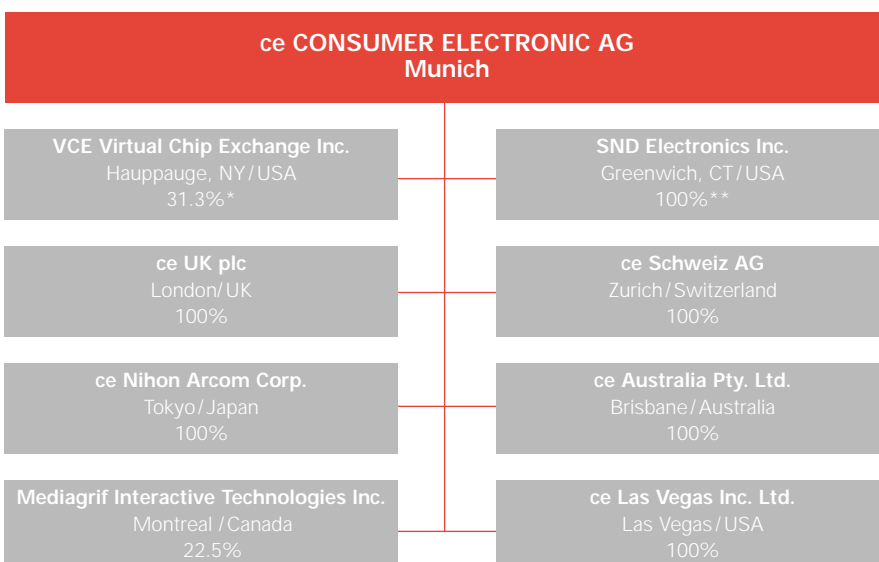 ce CONSUMER ELECTRONIC AG
Munich
VCE Virtual Chip Exchange Inc.
Hauppauge, NY/USA
31.3%*
SND Electronics Inc.
Greenwich, CT/USA
100%**
ce UK plc
London/UK
100%
ce Schweiz AG
Zurich/Switzerland
100%
ce Nihon Arcom Corp.
Tokyo/Japan
100%
ce Australia Pty. Ltd.
Brisbane/Australia
100%
Mediagrif Interactive Technologies Inc.
Montreal/Canada
22.5%
ce Las Vegas Inc. Ltd.
Las Vegas/USA
100%